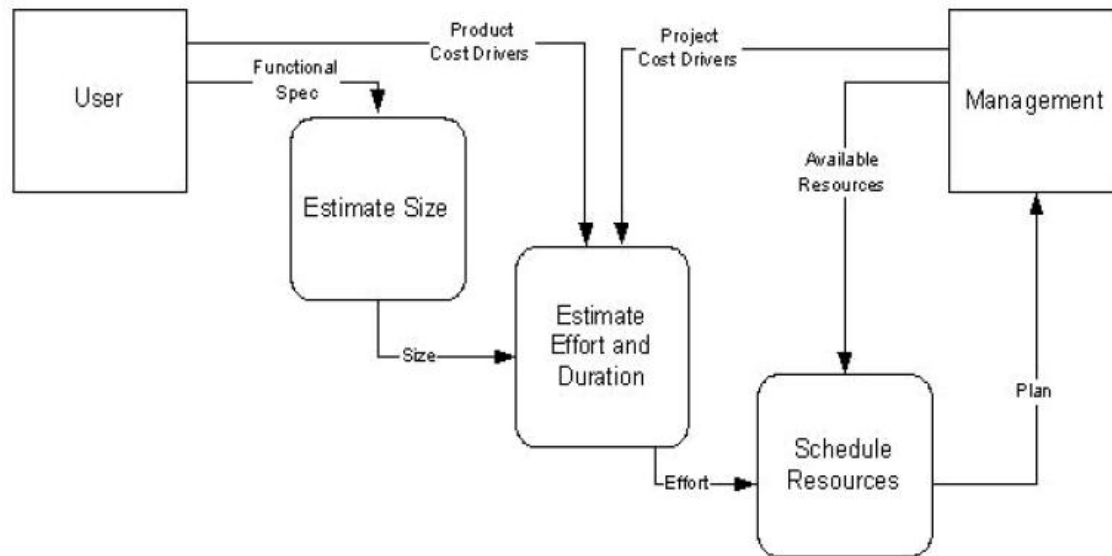 Product
Cost Drivers
Project
Cost Drivers
User
Functional
Spec
Management
Available
Resources
Estimate Size
Estimate
Effort and
Duration
Size
Plan
Schedule
Resources
Effort